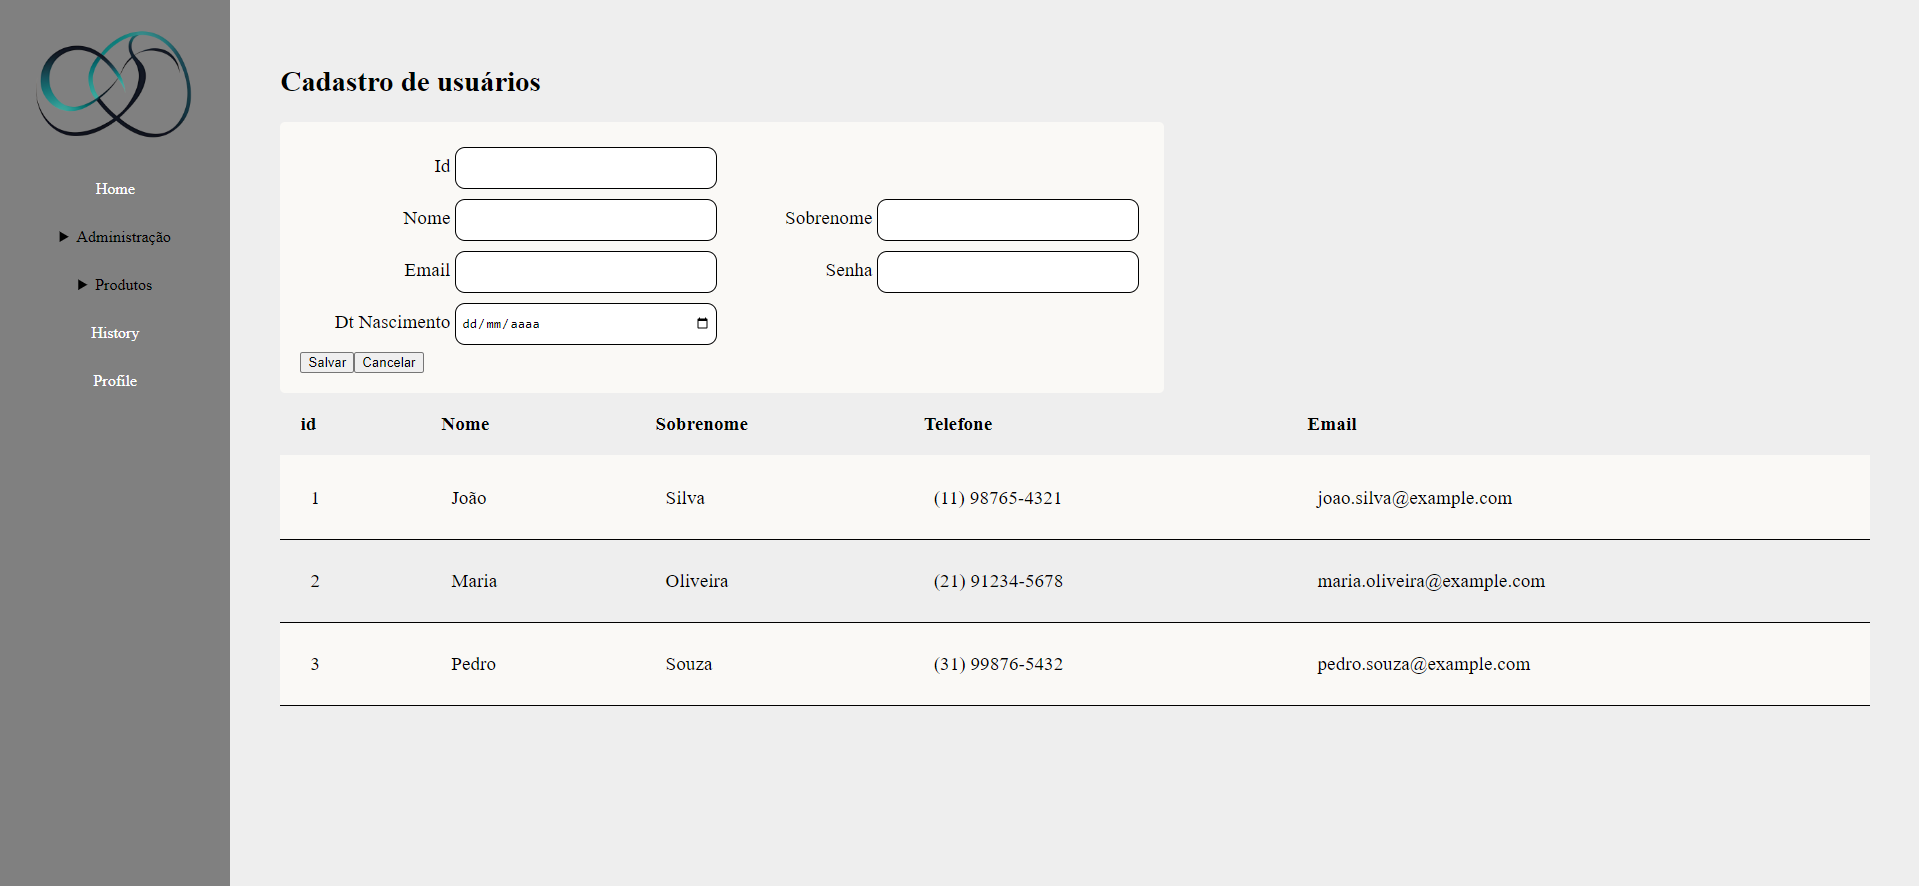 Home
Administração
Produtos
History
Profile
Cadastro de usuários
Id
Nome Sobrenome
Email Senha
Dt Nascimento dd/mm/aaaa
Salvar Cancelar
id Nome Sobrenome Telefone Email
1 João Silva (11) 98765-4321 joao.silva@example.com
2 Maria Oliveira (21) 91234-5678 maria.oliveira@example.com
3 Pedro Souza (31) 99876-5432 pedro.souza@example.com